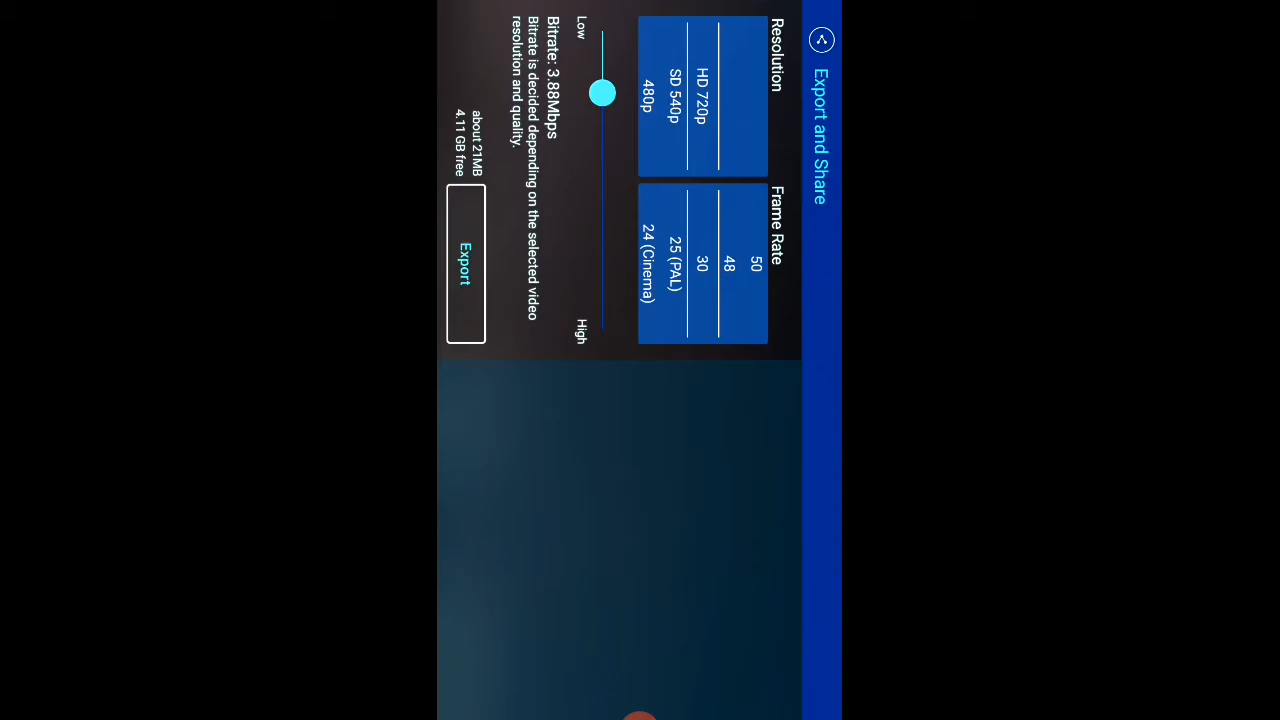 Export and Share
Resolution
HD 720p
SD 540p
480p
Frame Rate
50
48
30
25 (PAL)
24 (Cinema)
Low
High
Bitrate: 3.88Mbps
Bitrate is decided depending on the selected video
resolution and quality.
about 21MB
4.11 GB free
Export